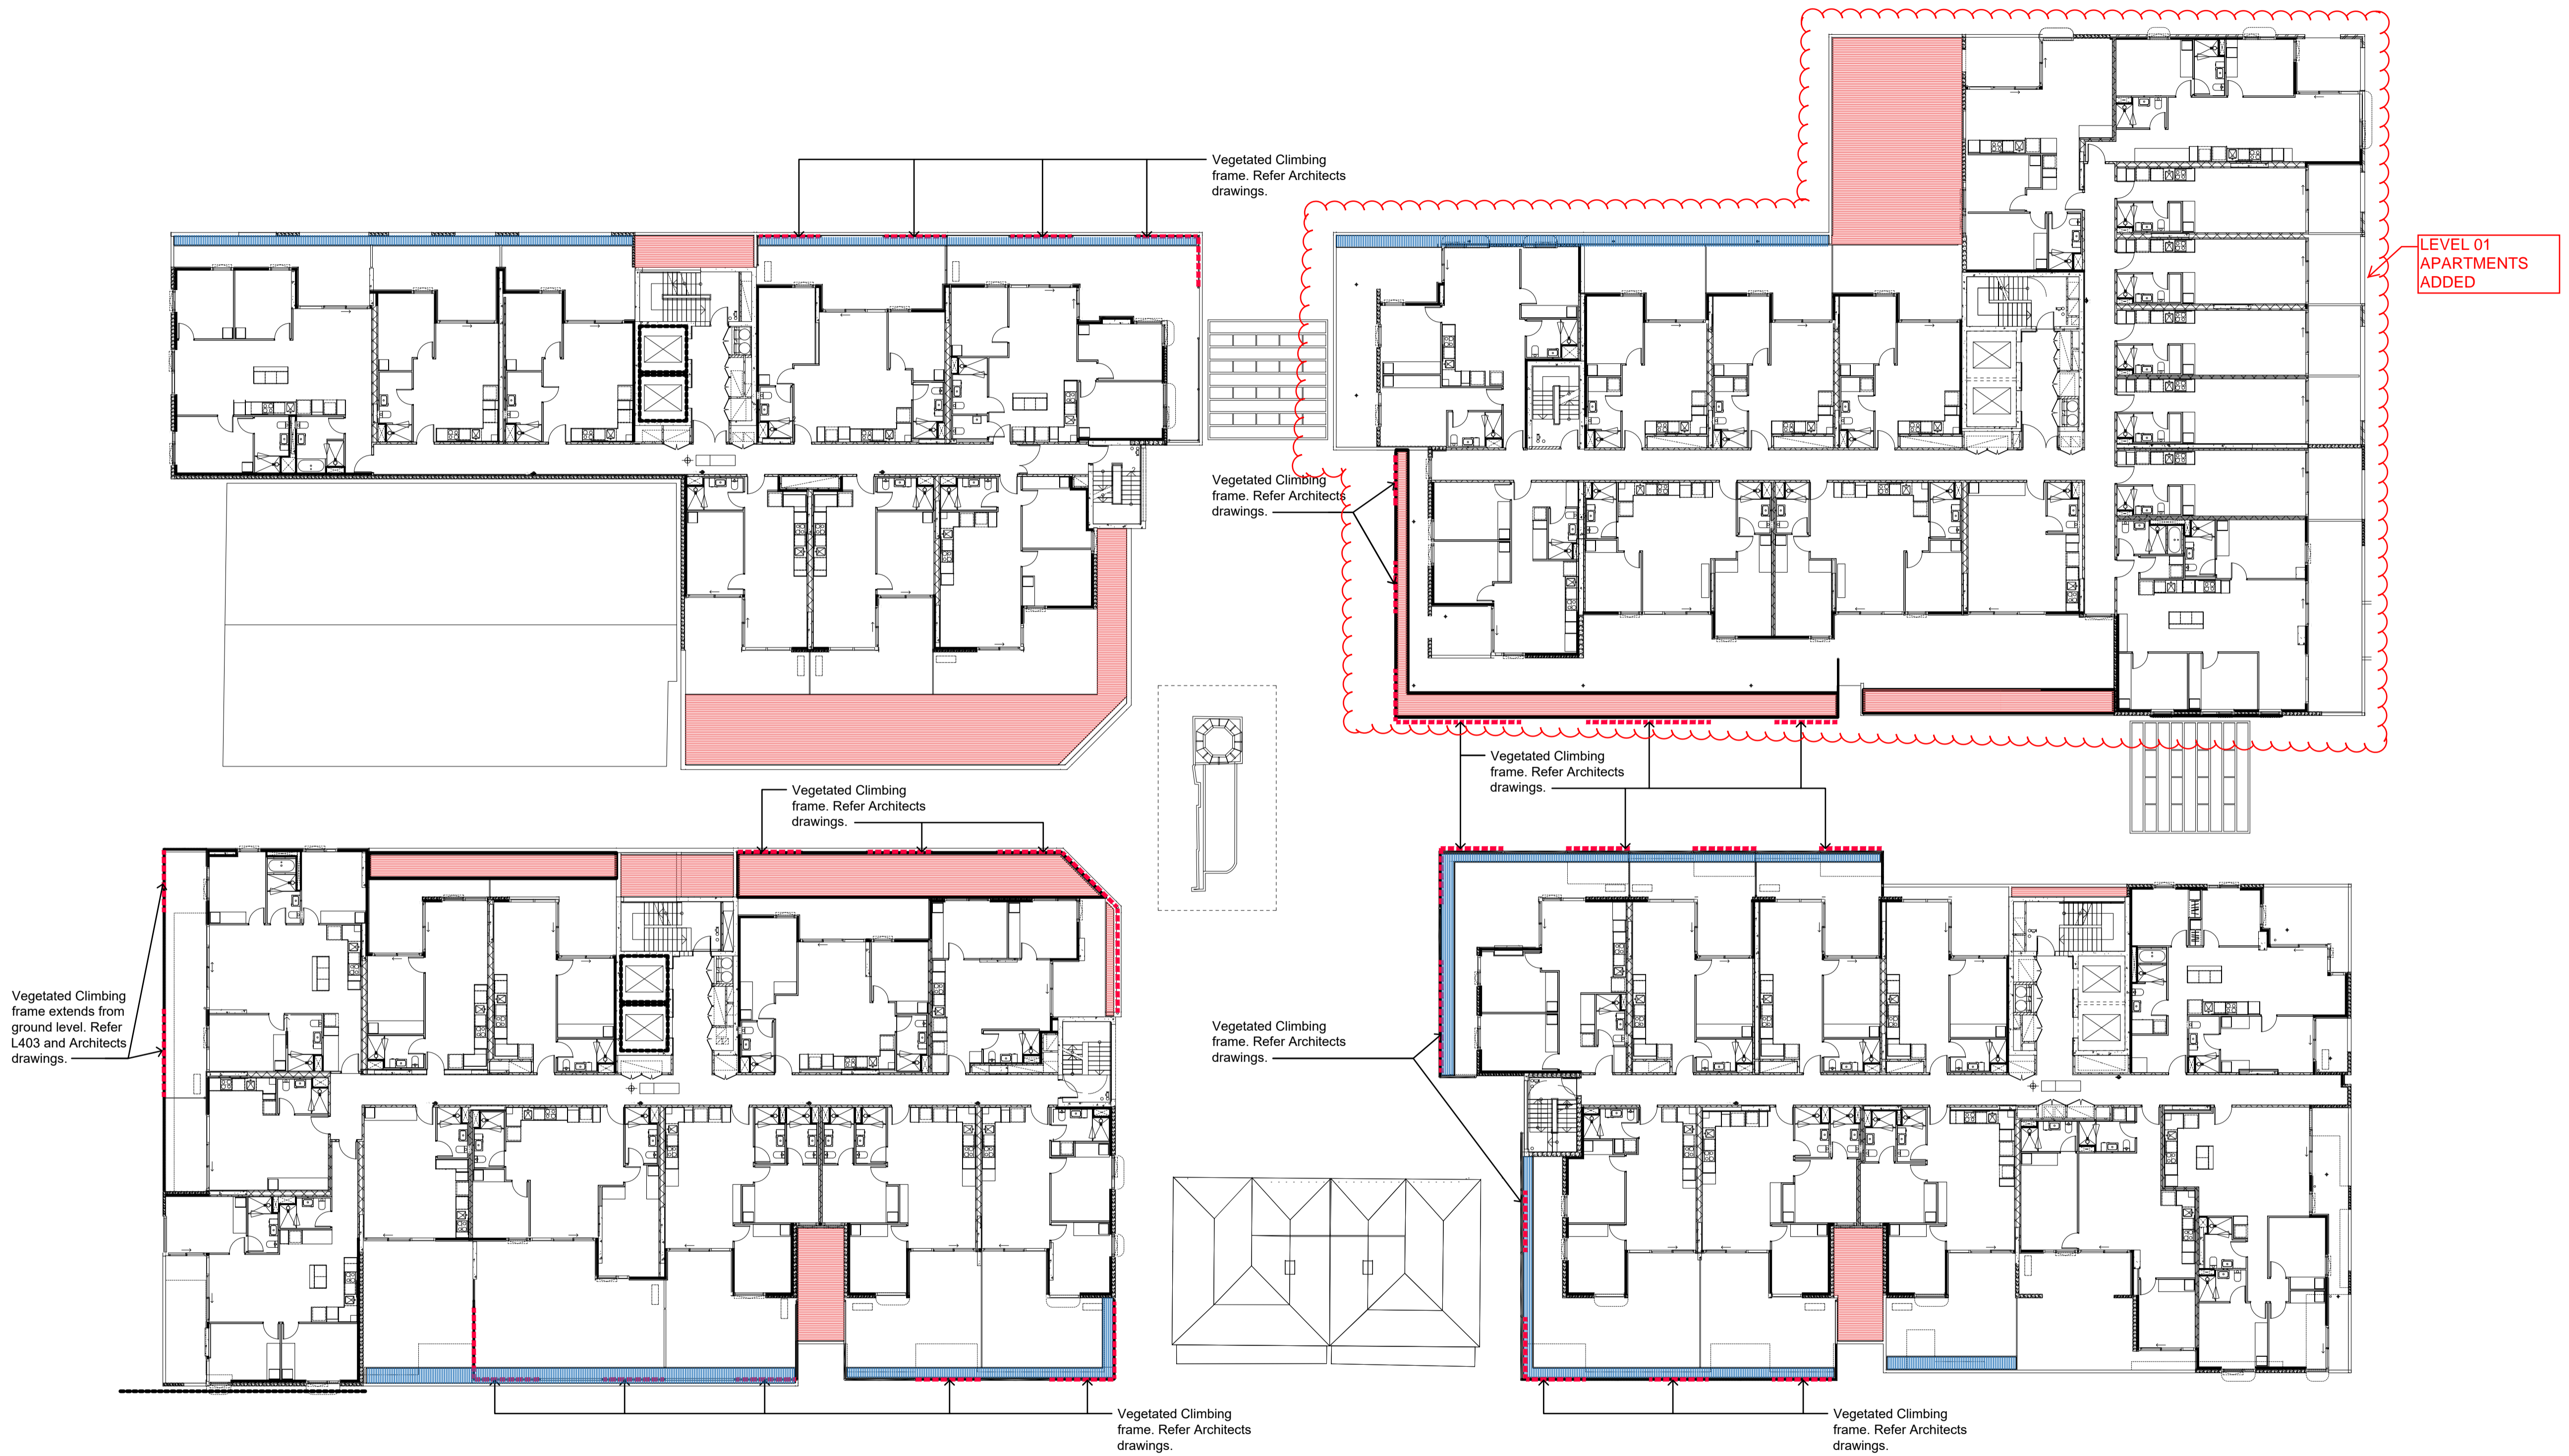 Vegetated Climbing
frame. Refer Architects
drawings.
LEVEL 01
APARTMENTS
ADDED
Vegetated Climbing
frame. Refer Architects
drawings.
Vegetated Climbing
frame. Refer Architects
drawings.
Vegetated Climbing
frame. Refer Architects
drawings.
Vegetated Climbing
frame extends from
ground level. Refer
L403 and Architects
drawings.
Vegetated Climbing
frame. Refer Architects
drawings.
Vegetated Climbing
frame. Refer Architects
drawings.
Vegetated Climbing
frame. Refer Architects
drawings.